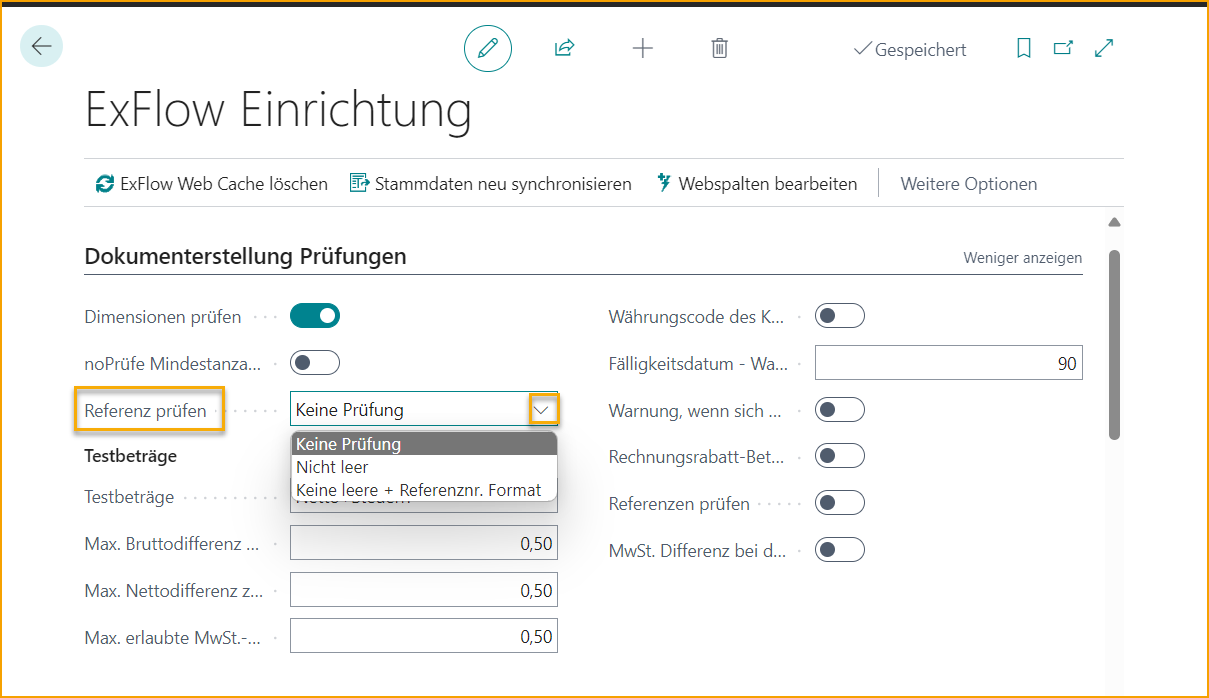 Gespeichert
ExFlow Einrichtung
ExFlow Web Cache löschen Stammdaten neu synchronisieren Webspalten bearbeiten Weitere Optionen
Dokumenterstellung Prüfungen Weniger anzeigen
Dimensionen prüfen
noPrüfe Mindestanza...
Referenz prüfen Keine Prüfung
Keine Prüfung
Nicht leer
Keine leere + Referenznr. Format
Testbeträge
Testbeträge
Max. Bruttodifferenz ... 0,50
Max. Nettodifferenz z... 0,50
Max. erlaubte MwSt.-... 0,50
Währungscode des K...
Fälligkeitsdatum - Wa... 90
Warnung, wenn sich ...
Rechnungsrabatt-Bet...
Referenzen prüfen
MwSt. Differenz bei d...